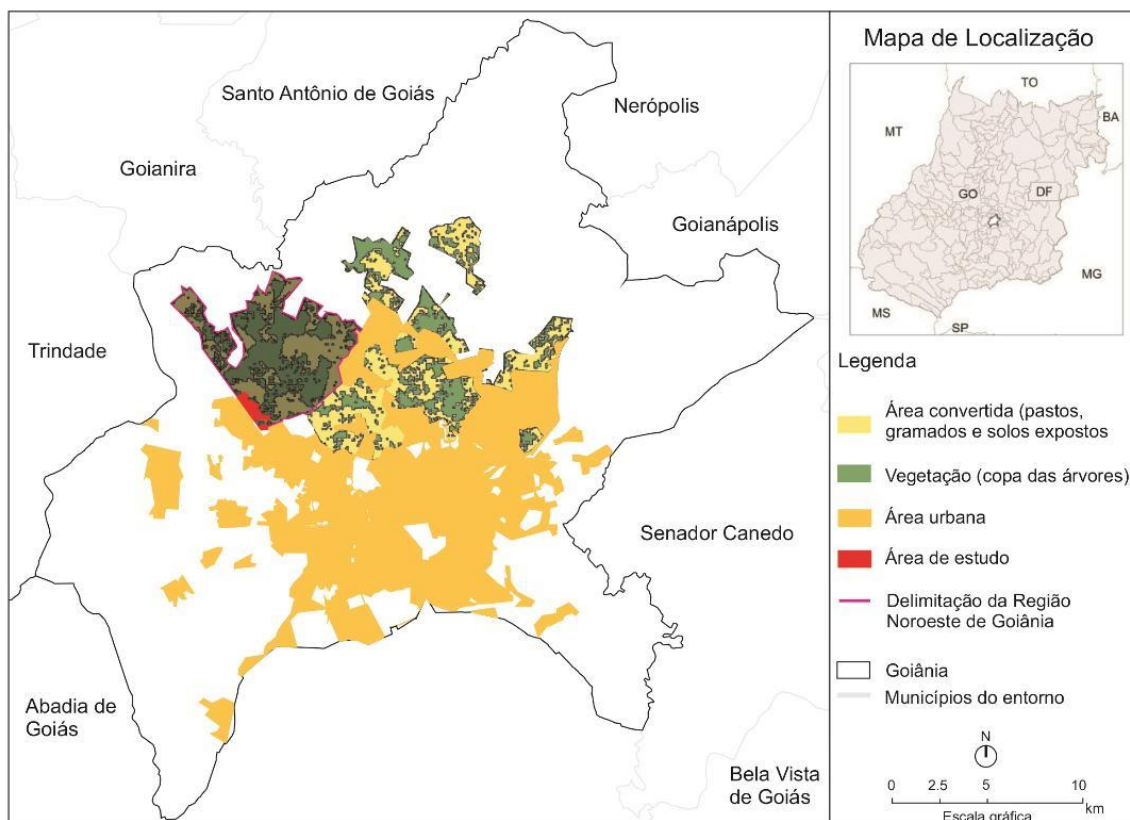 Santo Antônio de Goiás
Nerópolis
Goianira
Goianápolis
Trindade
Senador Canedo
Abadia de
Goiás
Bela Vista
de Goiás
Mapa de Localização
TO
BA
MT
GO
DF
MG
MS
SP
Legenda
Área convertida (pastos,
gramados e solos expostos
Vegetação (copa das árvores)
Área urbana
Área de estudo
Delimitação da Região
Noroeste de Goiânia
Goiânia
Municípios do entorno
N
0 2.5 5 10
km
Escala gráfica